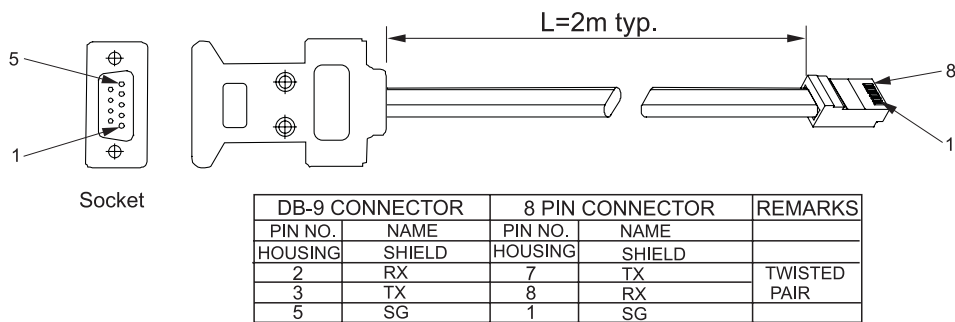 L=2m typ.
5
1
8
1
Socket
DB-9 CONNECTOR 8 PIN CONNECTOR REMARKS
PIN NO. NAME PIN NO. NAME
HOUSING SHIELD HOUSING SHIELD
2 RX 7 TX TWISTED
3 TX 8 RX PAIR
5 SG 1 SG